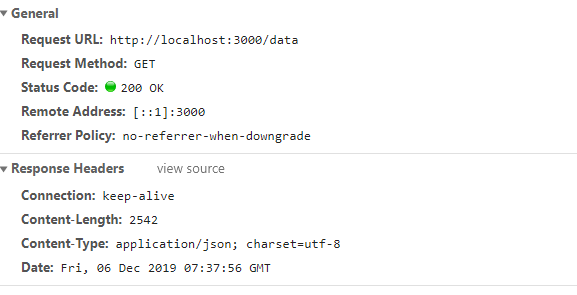 General
Request URL: http://localhost:3000/data
Request Method: GET
Status Code: 200 OK
Remote Address: [::1]:3000
Referrer Policy: no-referrer-when-downgrade
Response Headers view source
Connection: keep-alive
Content-Length: 2542
Content-Type: application/json; charset=utf-8
Date: Fri, 06 Dec 2019 07:37:56 GMT